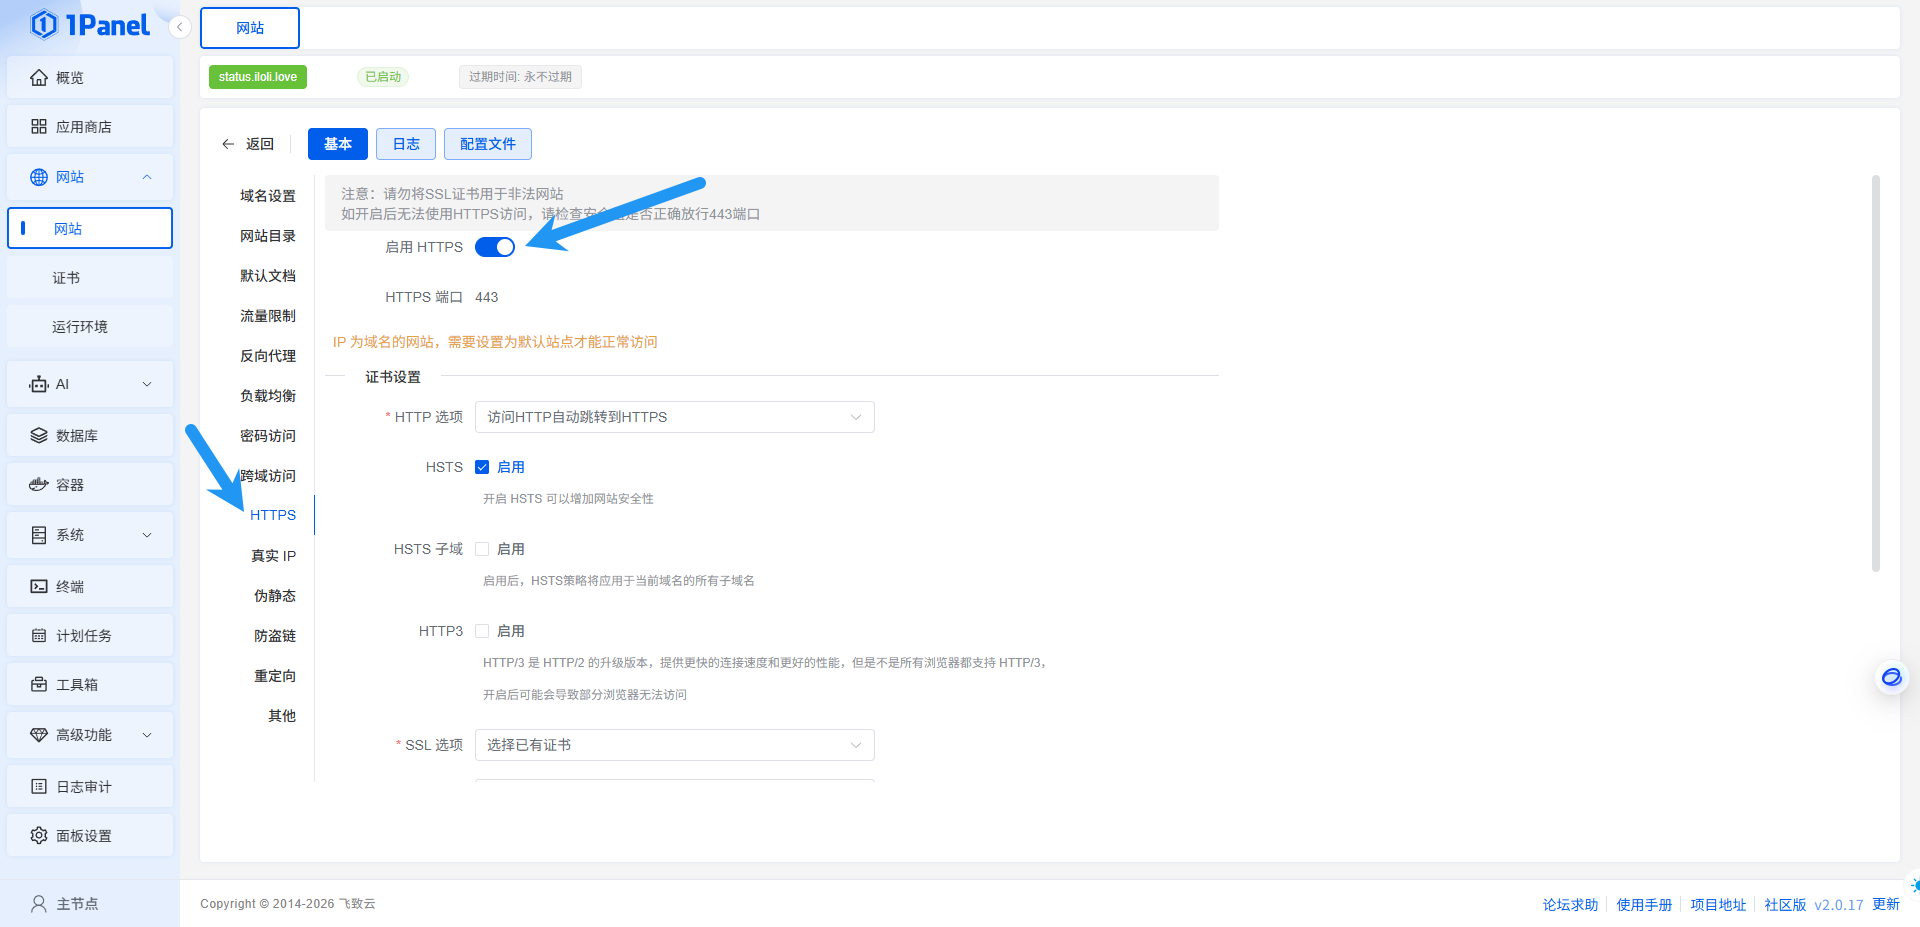 1Panel
概览
应用商店
网站
网站
证书
运行环境
AI
数据库
容器
系统
终端
计划任务
工具箱
高级功能
日志审计
面板设置
主节点
网站
status.iloli.love
已启动
过期时间: 永不过期
返回
基本
日志
配置文件
域名设置
网站目录
默认文档
流量限制
反向代理
负载均衡
密码访问
跨域访问
HTTPS
真实 IP
伪静态
防盗链
重定向
其他
注意：请勿将SSL证书用于非法网站
如开启后无法使用HTTPS访问，请检查安全 是否正确放行443端口
启用 HTTPS
HTTPS 端口 443
IP 为域名的网站，需要设置为默认站点才能正常访问
证书设置
* HTTP 选项 访问HTTP自动跳转到HTTPS
HSTS 启用
开启 HSTS 可以增加网站安全性
HSTS 子域 启用
启用后，HSTS策略将应用于当前域名的所有子域名
HTTP3 启用
HTTP/3 是 HTTP/2 的升级版本，提供更快的连接速度和更好的性能，但是不是所有浏览器都支持 HTTP/3，
开启后可能会导致部分浏览器无法访问
* SSL 选项 选择已有证书
Copyright © 2014-2026 飞致云
论坛求助 使用手册 项目地址 社区版 v2.0.17 更新